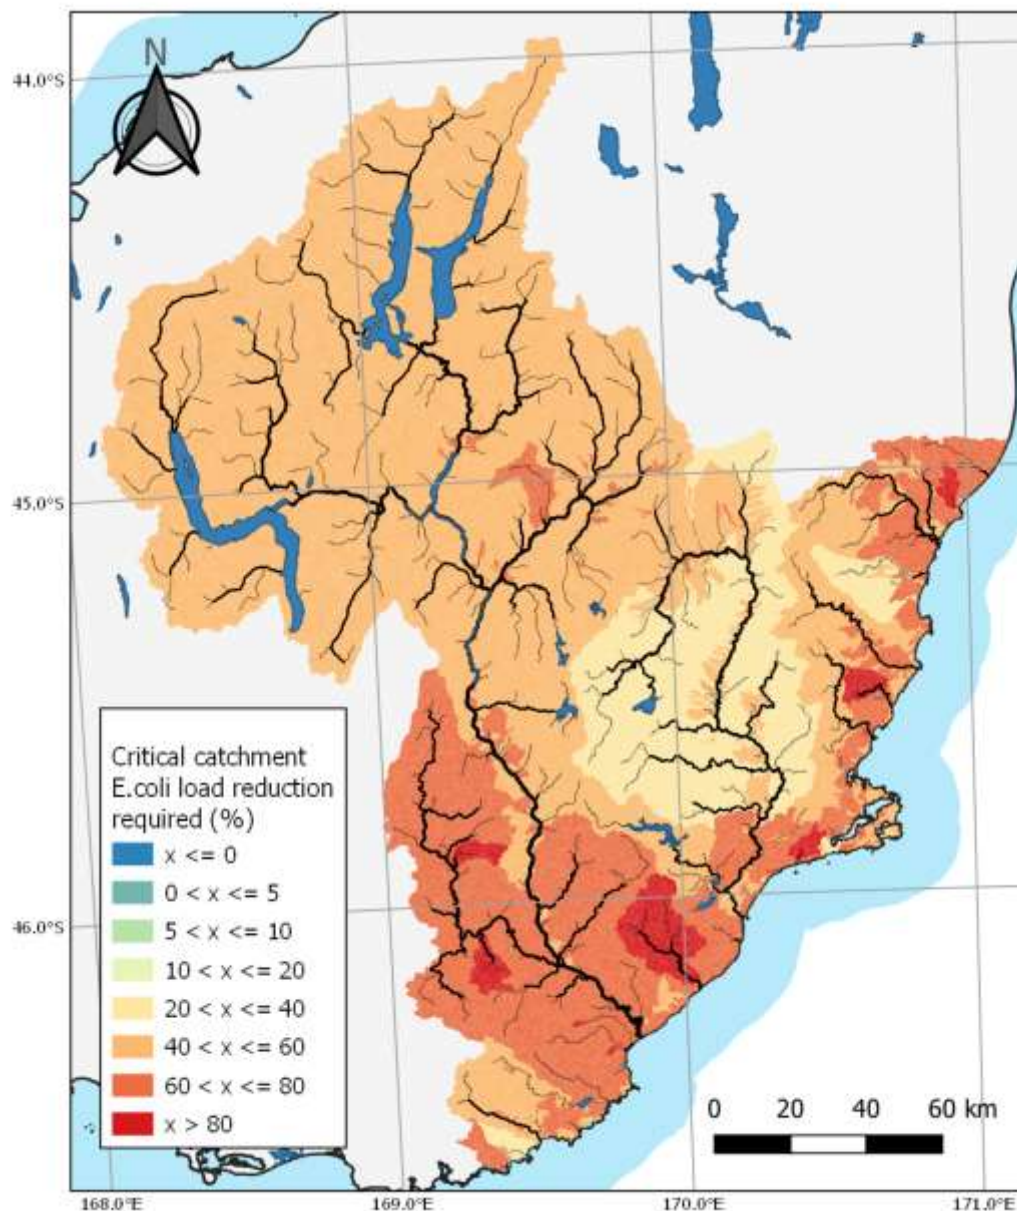 N
44.0°S
45.0°S
46.0°S
Critical catchment
E.coli load reduction
required (%)
x <= 0
0 < x <= 5
5 < x <= 10
10 < x <= 20
20 < x <= 40
40 < x <= 60
60 < x <= 80
x > 80
0 20 40 60 km
168.0°E 169.0°E 170.0°E 171.0°E